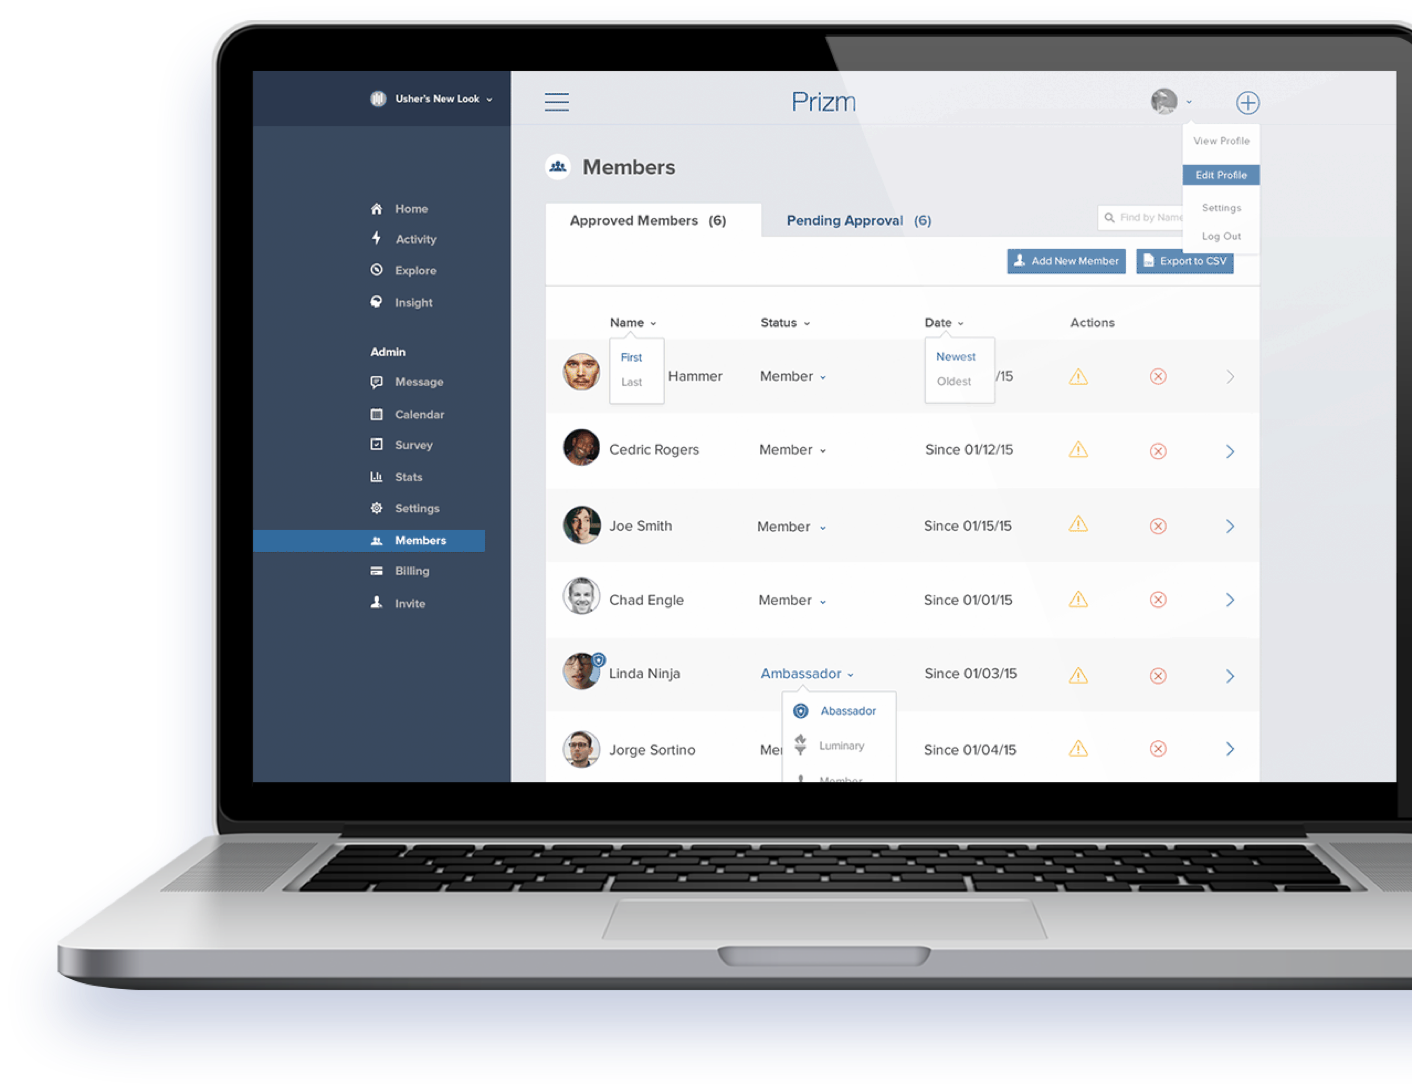 Usher's New Look
Prizm
View Profile
Edit Profile
Settings
Log Out
Members
Approved Members (6)
Pending Approval (6)
Find by Name
Add New Member
Export to CSV
Home
Activity
Explore
Insight
Admin
Message
Calendar
Survey
Stats
Settings
Members
Billing
Invite
Name
Status
Date
Actions
First
Last
Newest
Oldest
Hammer
Member
/15
Cedric Rogers
Member
Since 01/12/15
Joe Smith
Member
Since 01/15/15
Chad Engle
Member
Since 01/01/15
Linda Ninja
Ambassador
Since 01/03/15
Abassador
Luminary
Member
Jorge Sortino
Me
Since 01/04/15